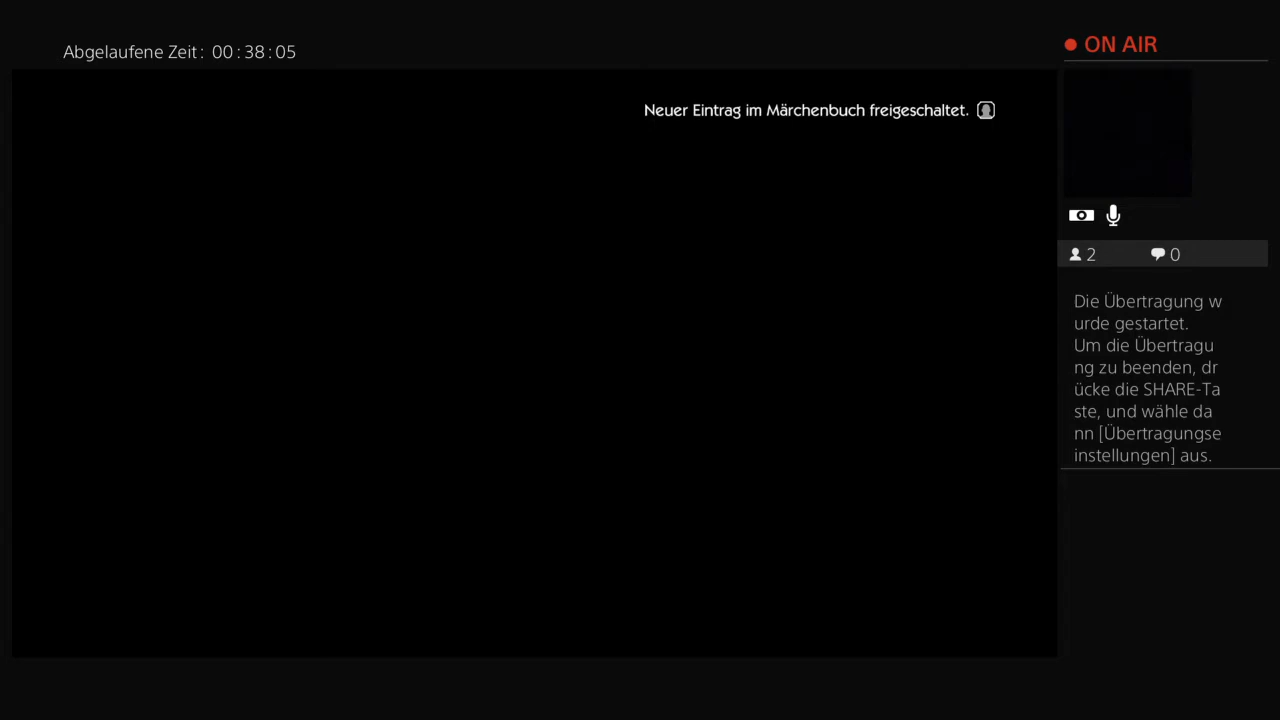 Abgelaufene Zeit: 00:38:05
ON AIR
Neuer Eintrag im Märchenbuch freigeschaltet.
2 0
Die Übertragung w
urde gestartet.
Um die Übertragu
ng zu beenden, dr
ücke die SHARE-Ta
ste, und wähle da
nn [Übertragungse
instellungen] aus.